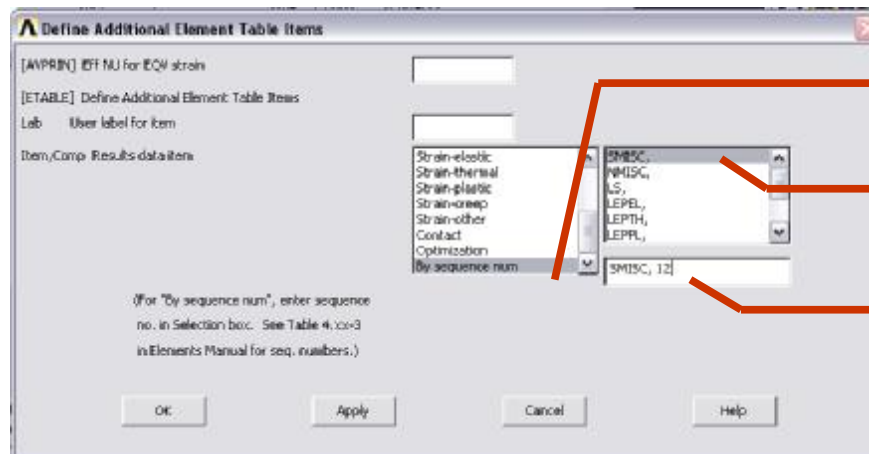 Define Additional Element Table Items
[AVPRIN] Eff NU for EQV strain
[ETABLE] Define Additional Element Table Items
Lab User label for item
Item,Comp Results data item
Strain-elastic
Strain-thermal
Strain-plastic
Strain-creep
Strain-other
Contact
Optimization
By sequence num
SMISC,
NMISC,
LS,
LEPEL,
LEPTH,
LEPPL,
SMISC, 12
(For "By sequence num", enter sequence
no. in Selection box. See Table 4.xx-3
in Elements Manual for seq. numbers.)
OK
Apply
Cancel
Help